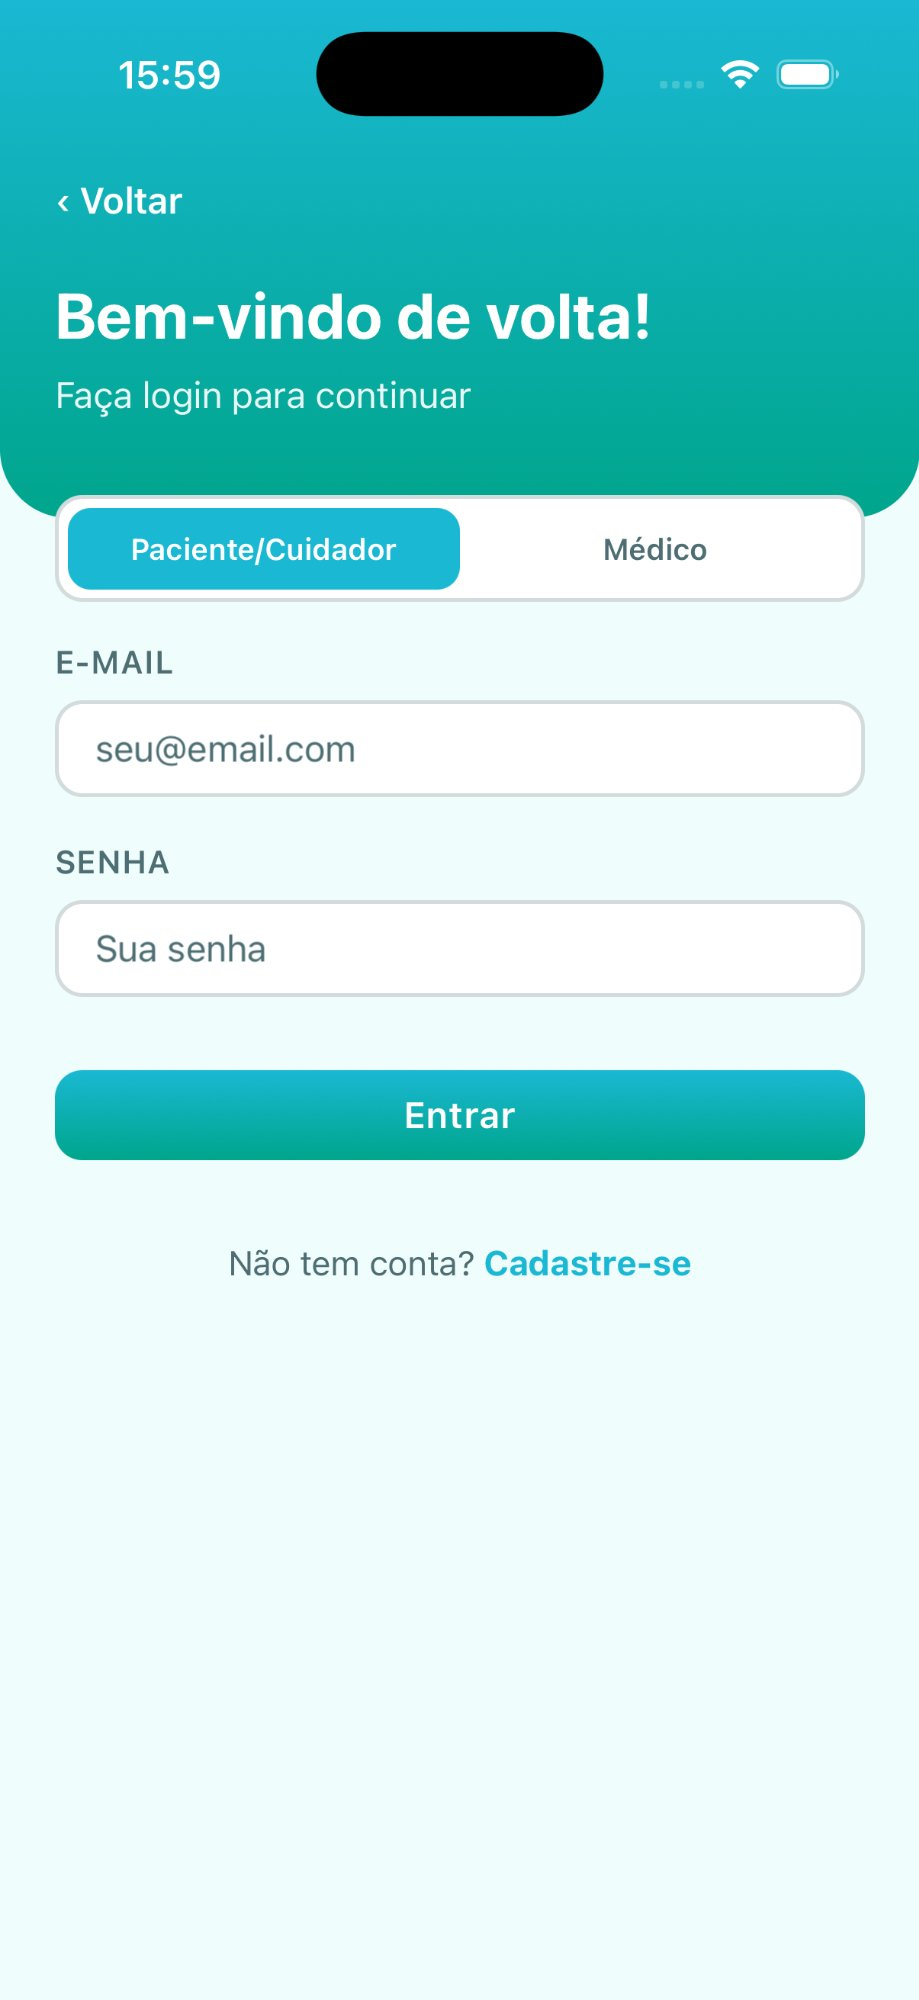 15:59
‹ Voltar
Bem-vindo de volta!
Faça login para continuar
Paciente/Cuidador
Médico
E-MAIL
seu@email.com
SENHA
Sua senha
Entrar
Não tem conta? Cadastre-se